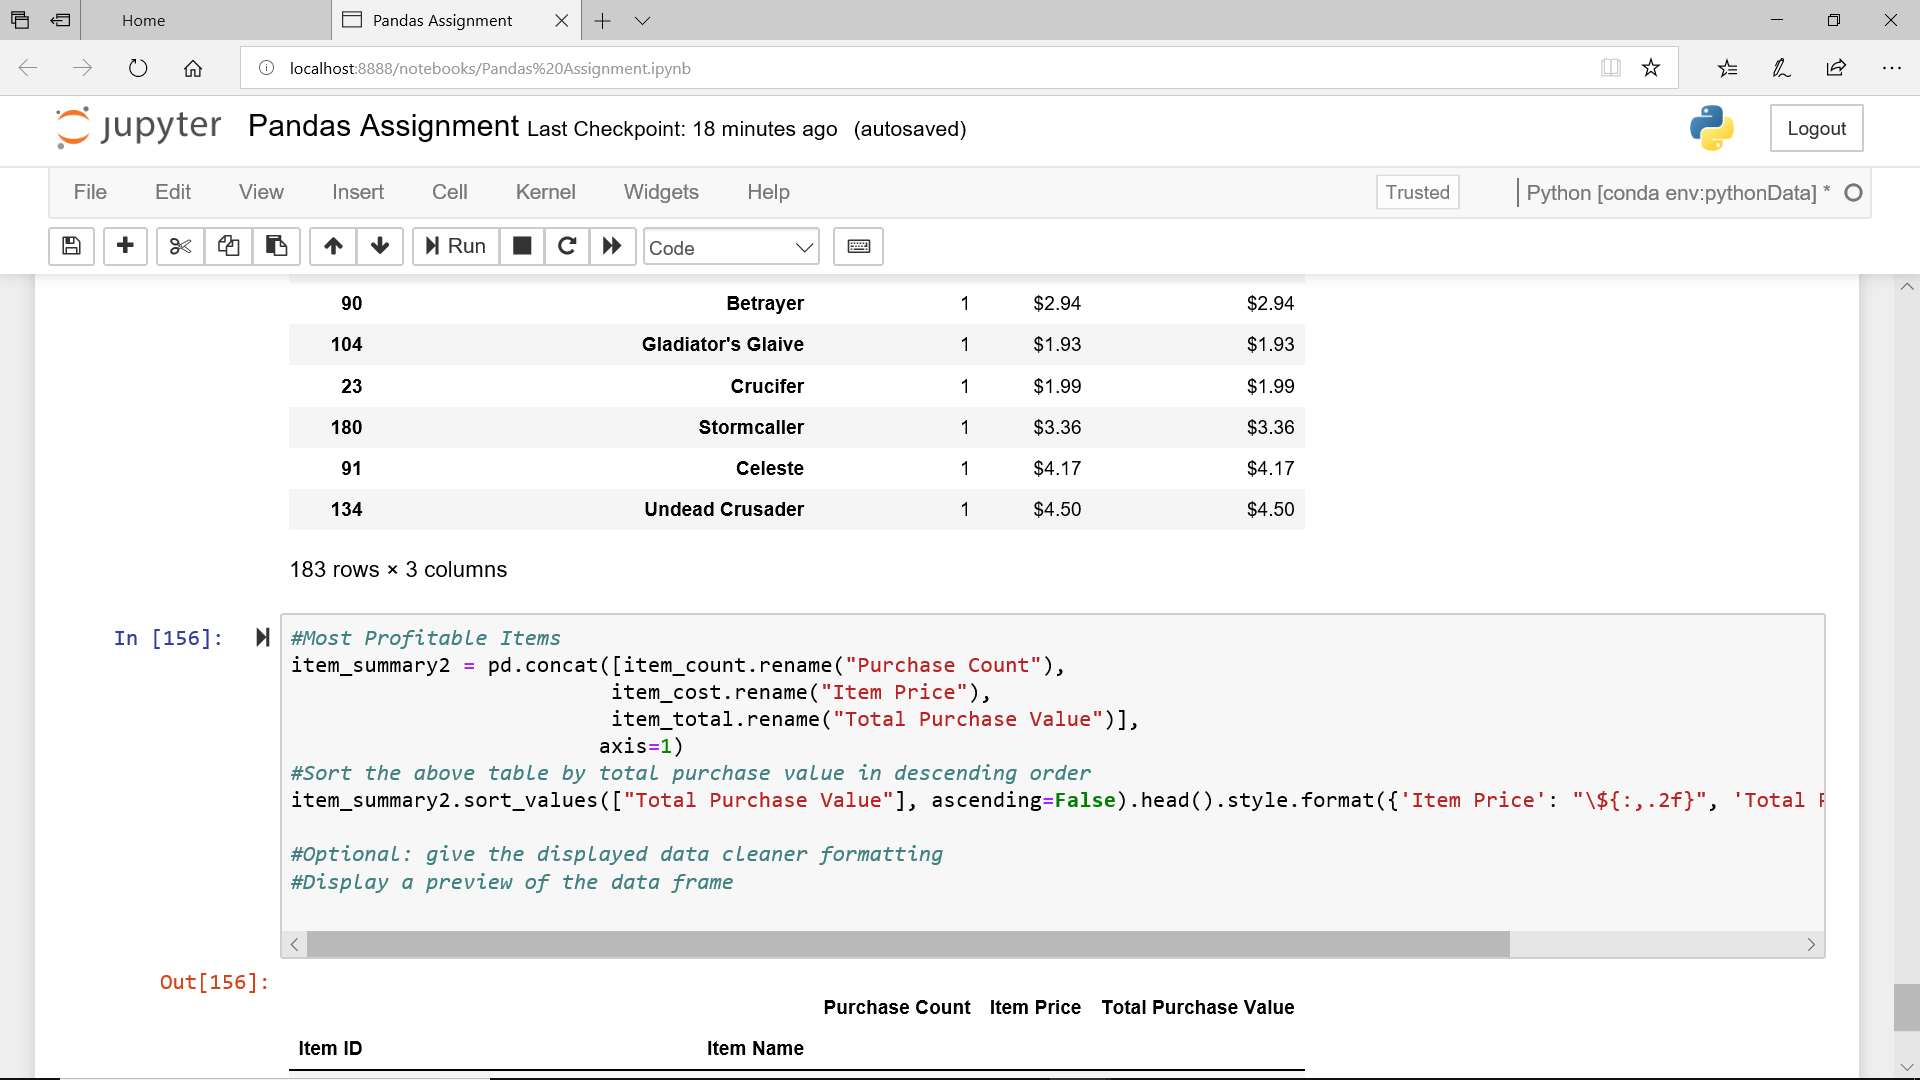 Home
Pandas Assignment
localhost:8888/notebooks/Pandas%20Assignment.ipynb
jupyter Pandas Assignment Last Checkpoint: 18 minutes ago (autosaved)
Logout
File Edit View Insert Cell Kernel Widgets Help
Trusted
Python [conda env:pythonData] *
Run
Code
90 Betrayer 1 $2.94 $2.94
104 Gladiator's Glaive 1 $1.93 $1.93
23 Crucifer 1 $1.99 $1.99
180 Stormcaller 1 $3.36 $3.36
91 Celeste 1 $4.17 $4.17
134 Undead Crusader 1 $4.50 $4.50
183 rows × 3 columns
In [156]:
#Most Profitable Items
item_summary2 = pd.concat([item_count.rename("Purchase Count"),
item_cost.rename("Item Price"),
item_total.rename("Total Purchase Value")],
axis=1)
#Sort the above table by total purchase value in descending order
item_summary2.sort_values(["Total Purchase Value"], ascending=False).head().style.format({'Item Price': "\${:,.2f}", 'Total
#Optional: give the displayed data cleaner formatting
#Display a preview of the data frame
Out[156]:
Purchase Count Item Price Total Purchase Value
Item ID Item Name